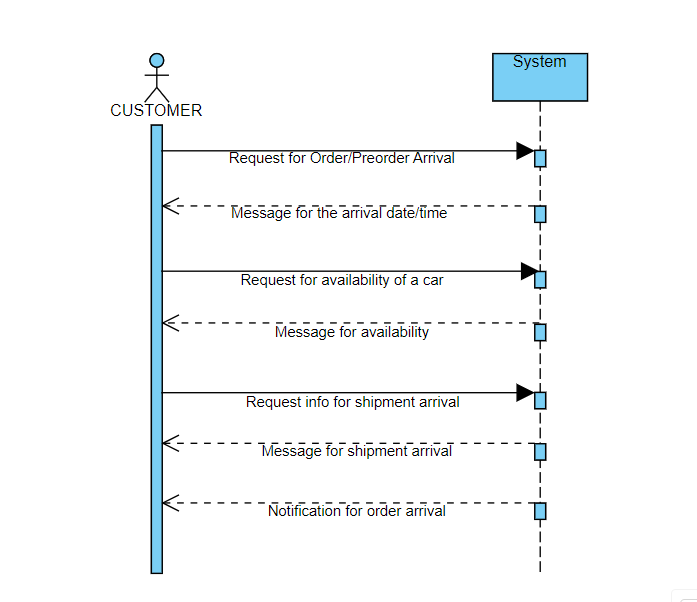 System
CUSTOMER
Request for Order/Preorder Arrival
Message for the arrival date/time
Request for availability of a car
Message for availability
Request info for shipment arrival
Message for shipment arrival
Notification for order arrival